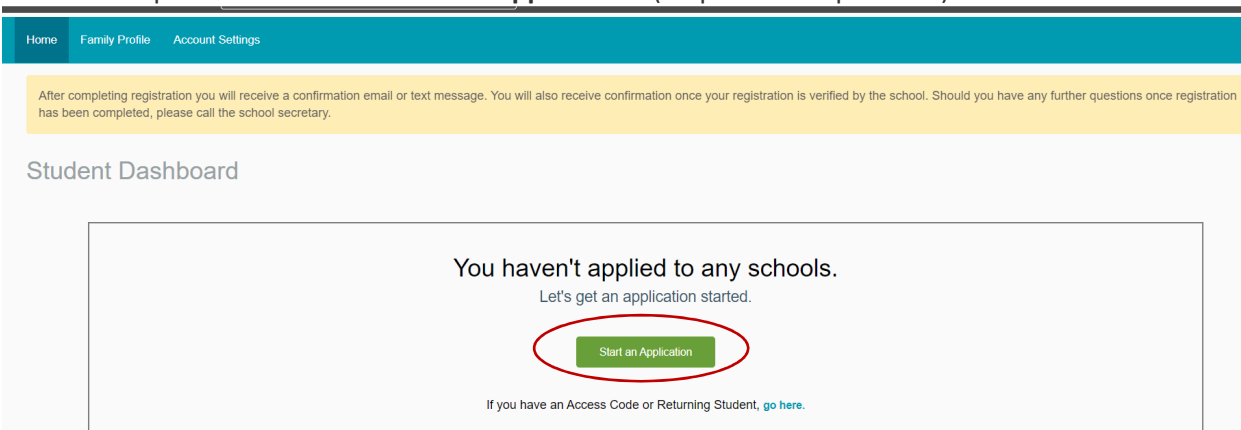 Home Family Profile Account Settings
After completing registration you will receive a confirmation email or text message. You will also receive confirmation once your registration is verified by the school. Should you have any further questions once registration
has been completed, please call the school secretary.
Student Dashboard
You haven't applied to any schools.
Let's get an application started.
Start an Application
If you have an Access Code or Returning Student, go here.